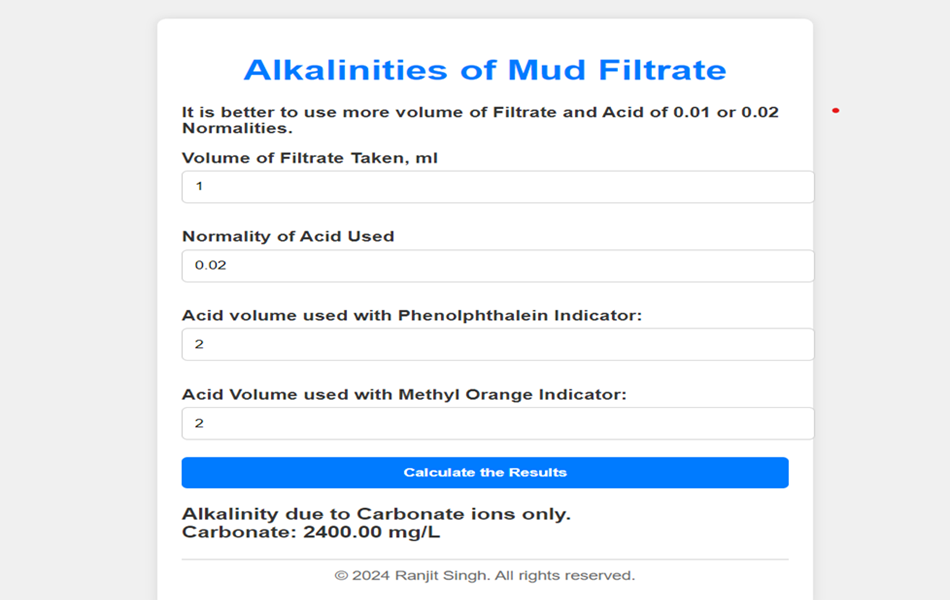 Alkalinities of Mud Filtrate
It is better to use more volume of Filtrate and Acid of 0.01 or 0.02
Normalities.
Volume of Filtrate Taken, ml
1
Normality of Acid Used
0.02
Acid volume used with Phenolphthalein Indicator:
2
Acid Volume used with Methyl Orange Indicator:
2
Calculate the Results
Alkalinity due to Carbonate ions only.
Carbonate: 2400.00 mg/L
© 2024 Ranjit Singh. All rights reserved.